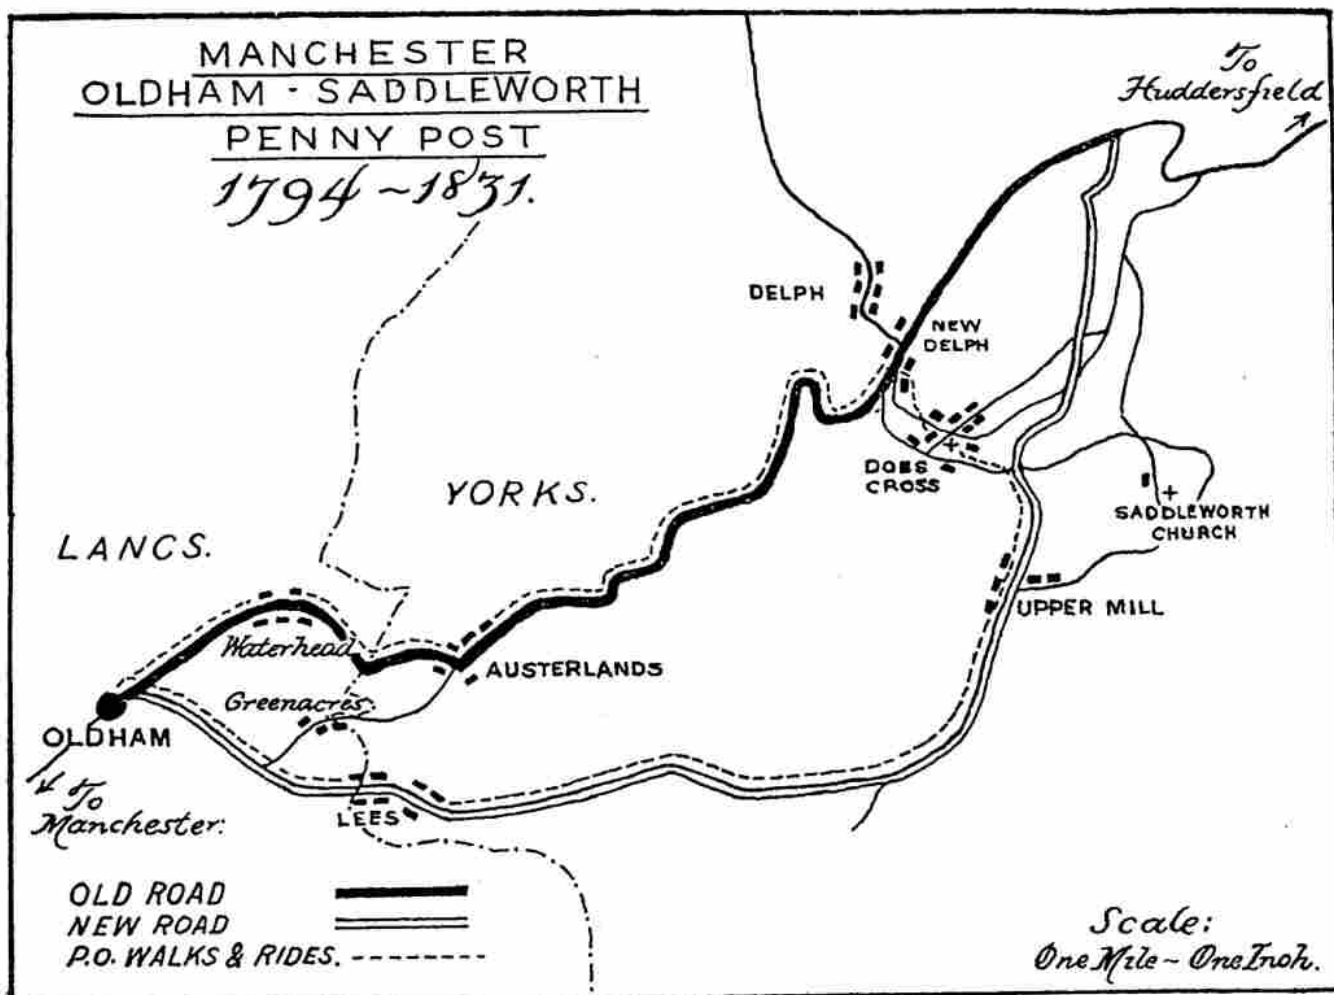 MANCHESTER
OLDHAM - SADDLEWORTH
PENNY POST
1794 ~ 1831.
To
Huddersfield
DELPH
NEW
DELPH
DOBS
CROSS
YORKS.
LANCS.
SADDLEWORTH
CHURCH
UPPER MILL
Waterhead
AUSTERLANDS
Greenacres:
OLDHAM
To
Manchester:
LEES
OLD ROAD
NEW ROAD
P.O. WALKS & RIDES.
Scale:
One Mile ~ One Inch.